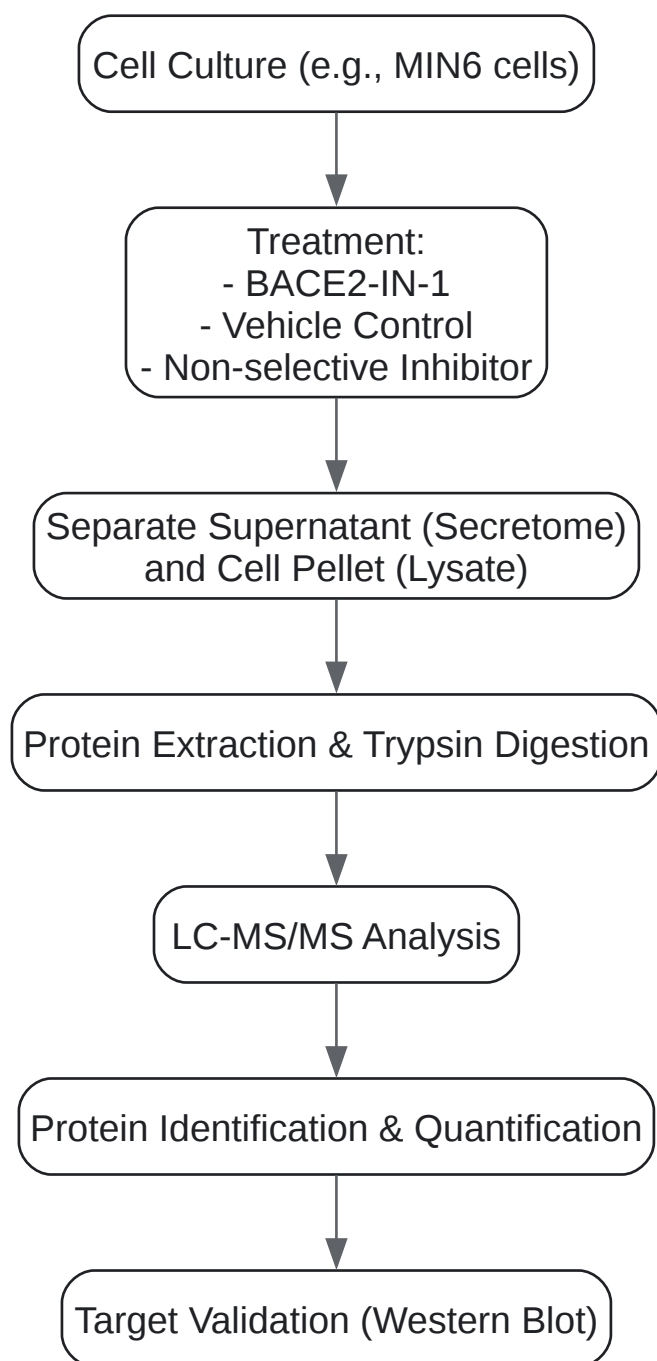 Cell Culture (e.g., MIN6 cells)
Treatment:
- BACE2-IN-1
- Vehicle Control
- Non-selective Inhibitor
Separate Supernatant (Secretome)
and Cell Pellet (Lysate)
Protein Extraction & Trypsin Digestion
LC-MS/MS Analysis
Protein Identification & Quantification
Target Validation (Western Blot)